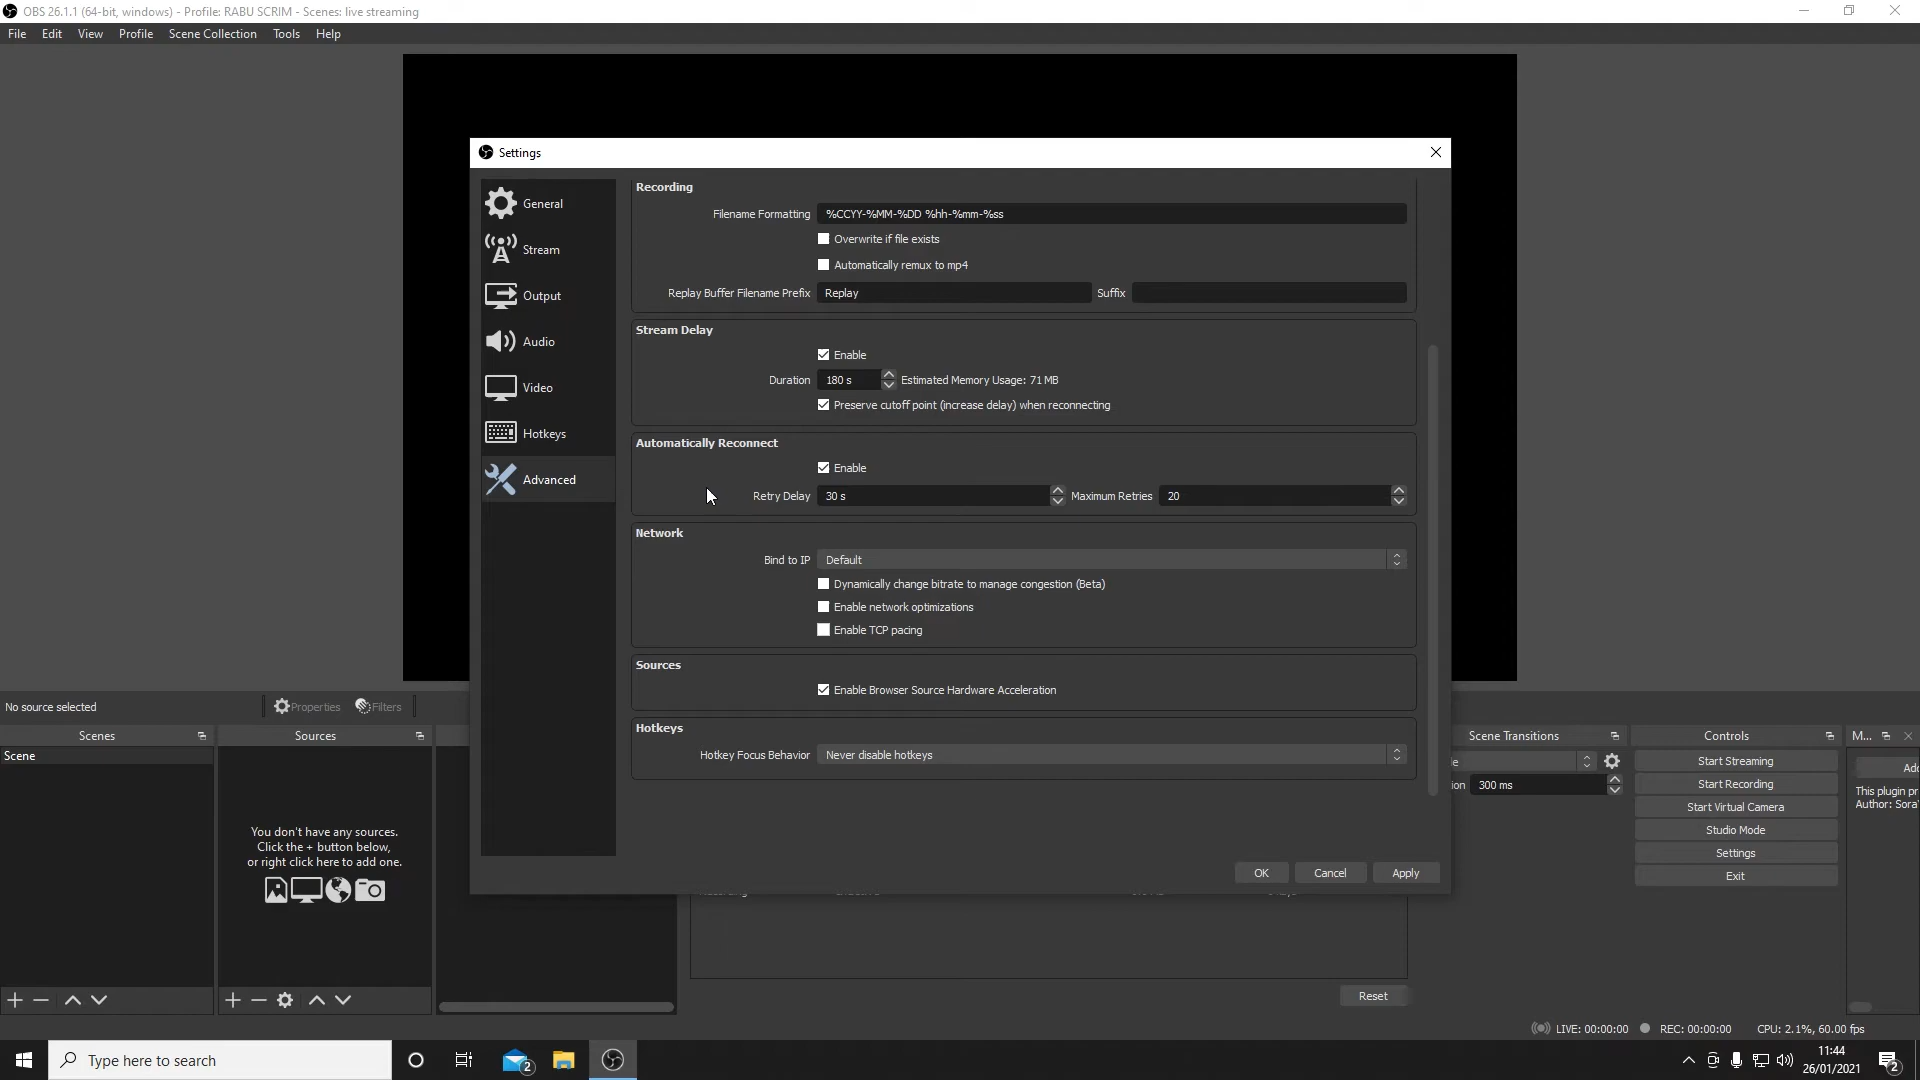 OBS 26.1.1 (64-bit, windows) - Profile: RABU SCRIM - Scenes: live streaming
File Edit View Profile Scene Collection Tools Help
Settings
General
Stream
Output
Audio
Video
Hotkeys
Advanced
Recording
Filename Formatting %CCYY-%MM-%DD %hh-%mm-%ss
Overwrite if file exists
Automatically remux to mp4
Replay Buffer Filename Prefix Replay Suffix
Stream Delay
Enable
Duration 180 s Estimated Memory Usage: 71 MB
Preserve cutoff point (increase delay) when reconnecting
Automatically Reconnect
Enable
Retry Delay 30 s Maximum Retries 20
Network
Bind to IP Default
Dynamically change bitrate to manage congestion (Beta)
Enable network optimizations
Enable TCP pacing
Sources
Enable Browser Source Hardware Acceleration
Hotkeys
Hotkey Focus Behavior Never disable hotkeys
OK Cancel Apply
No source selected Properties Filters
Scenes
Scene
Sources
You don't have any sources.
Click the + button below,
or right click here to add one.
Reset
Scene Transitions
300 ms
Controls
Start Streaming
Start Recording
Start Virtual Camera
Studio Mode
Settings
Exit
M...
This plugin pr
Author: Sora
LIVE: 00:00:00 REC: 00:00:00 CPU: 2.1%, 60.00 fps
Type here to search
2
11:44
26/01/2021
2